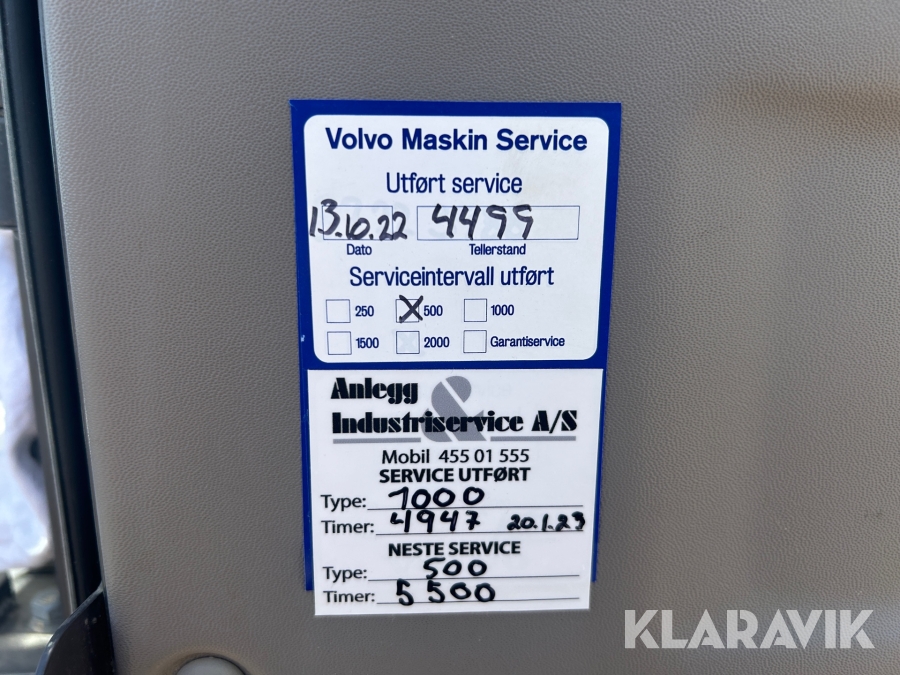 Volvo Maskin Service
Utført service
13.10.22 4499
Dato Tellerstand
Serviceintervall utført
250 X 500 1000
1500 2000 Garantiservice
Anlegg &
Industriservice A/S
Mobil 455 01 555
SERVICE UTFØRT
Type: 1000
Timer: 4947 20.1.23
NESTE SERVICE
Type: 500
Timer: 5500
KLARAVIK